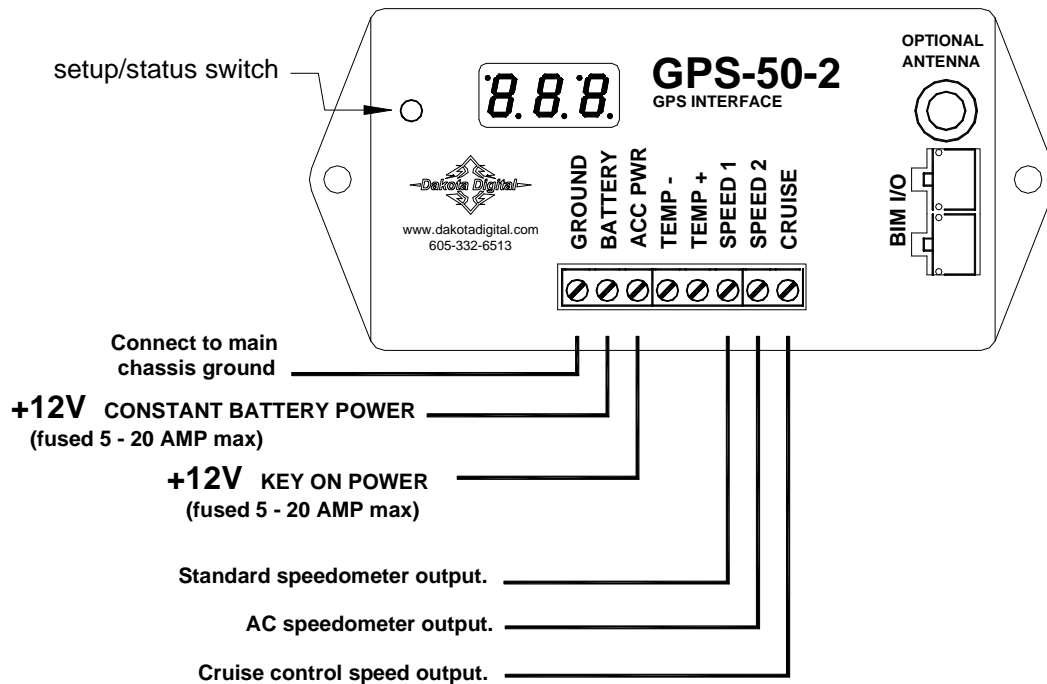 setup/status switch
8.8.8.
GPS-50-2
GPS INTERFACE
OPTIONAL
ANTENNA
Dakota Digital
www.dakotadigital.com
605-332-6513
GROUND
BATTERY
ACC PWR
TEMP -
TEMP +
SPEED 1
SPEED 2
CRUISE
BIM I/O
Connect to main
chassis ground
+12V CONSTANT BATTERY POWER
(fused 5 - 20 AMP max)
+12V KEY ON POWER
(fused 5 - 20 AMP max)
Standard speedometer output.
AC speedometer output.
Cruise control speed output.